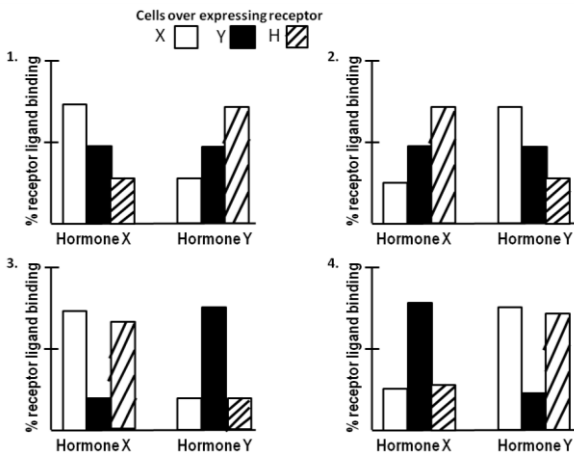 Cells over expressing receptor
X Y H
1.
% receptor ligand binding
Hormone X Hormone Y
2.
% receptor ligand binding
Hormone X Hormone Y
3.
% receptor ligand binding
Hormone X Hormone Y
4.
% receptor ligand binding
Hormone X Hormone Y